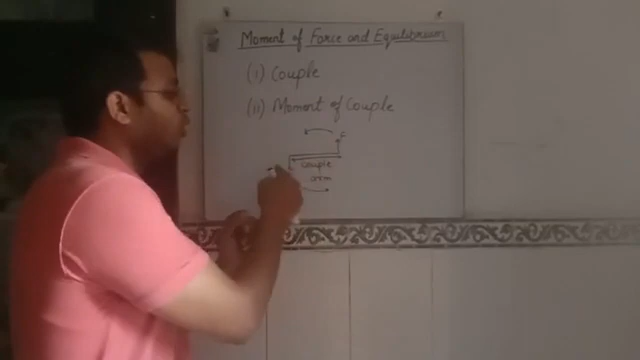 Moment of Force and Equilibrium
(i) Couple
(ii) Moment of Couple
Couple
arm